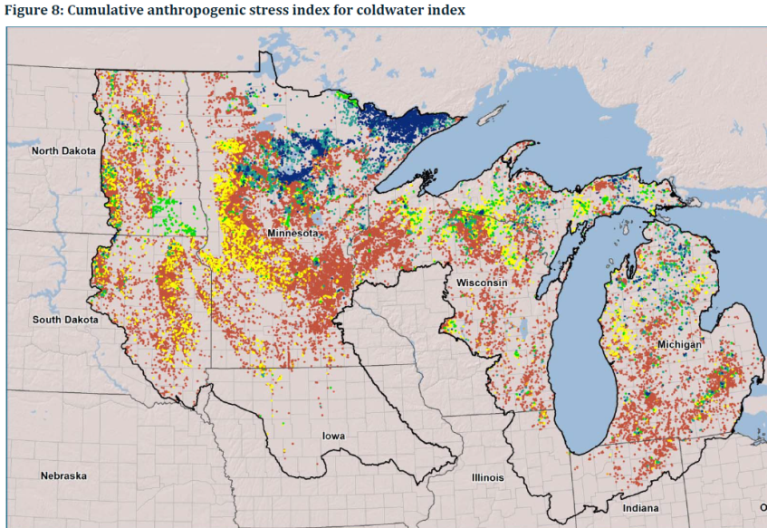 Figure 8: Cumulative anthropogenic stress index for coldwater index
North Dakota
Minnesota
Wisconsin
South Dakota
Michigan
Iowa
Nebraska
Illinois
Indiana
O